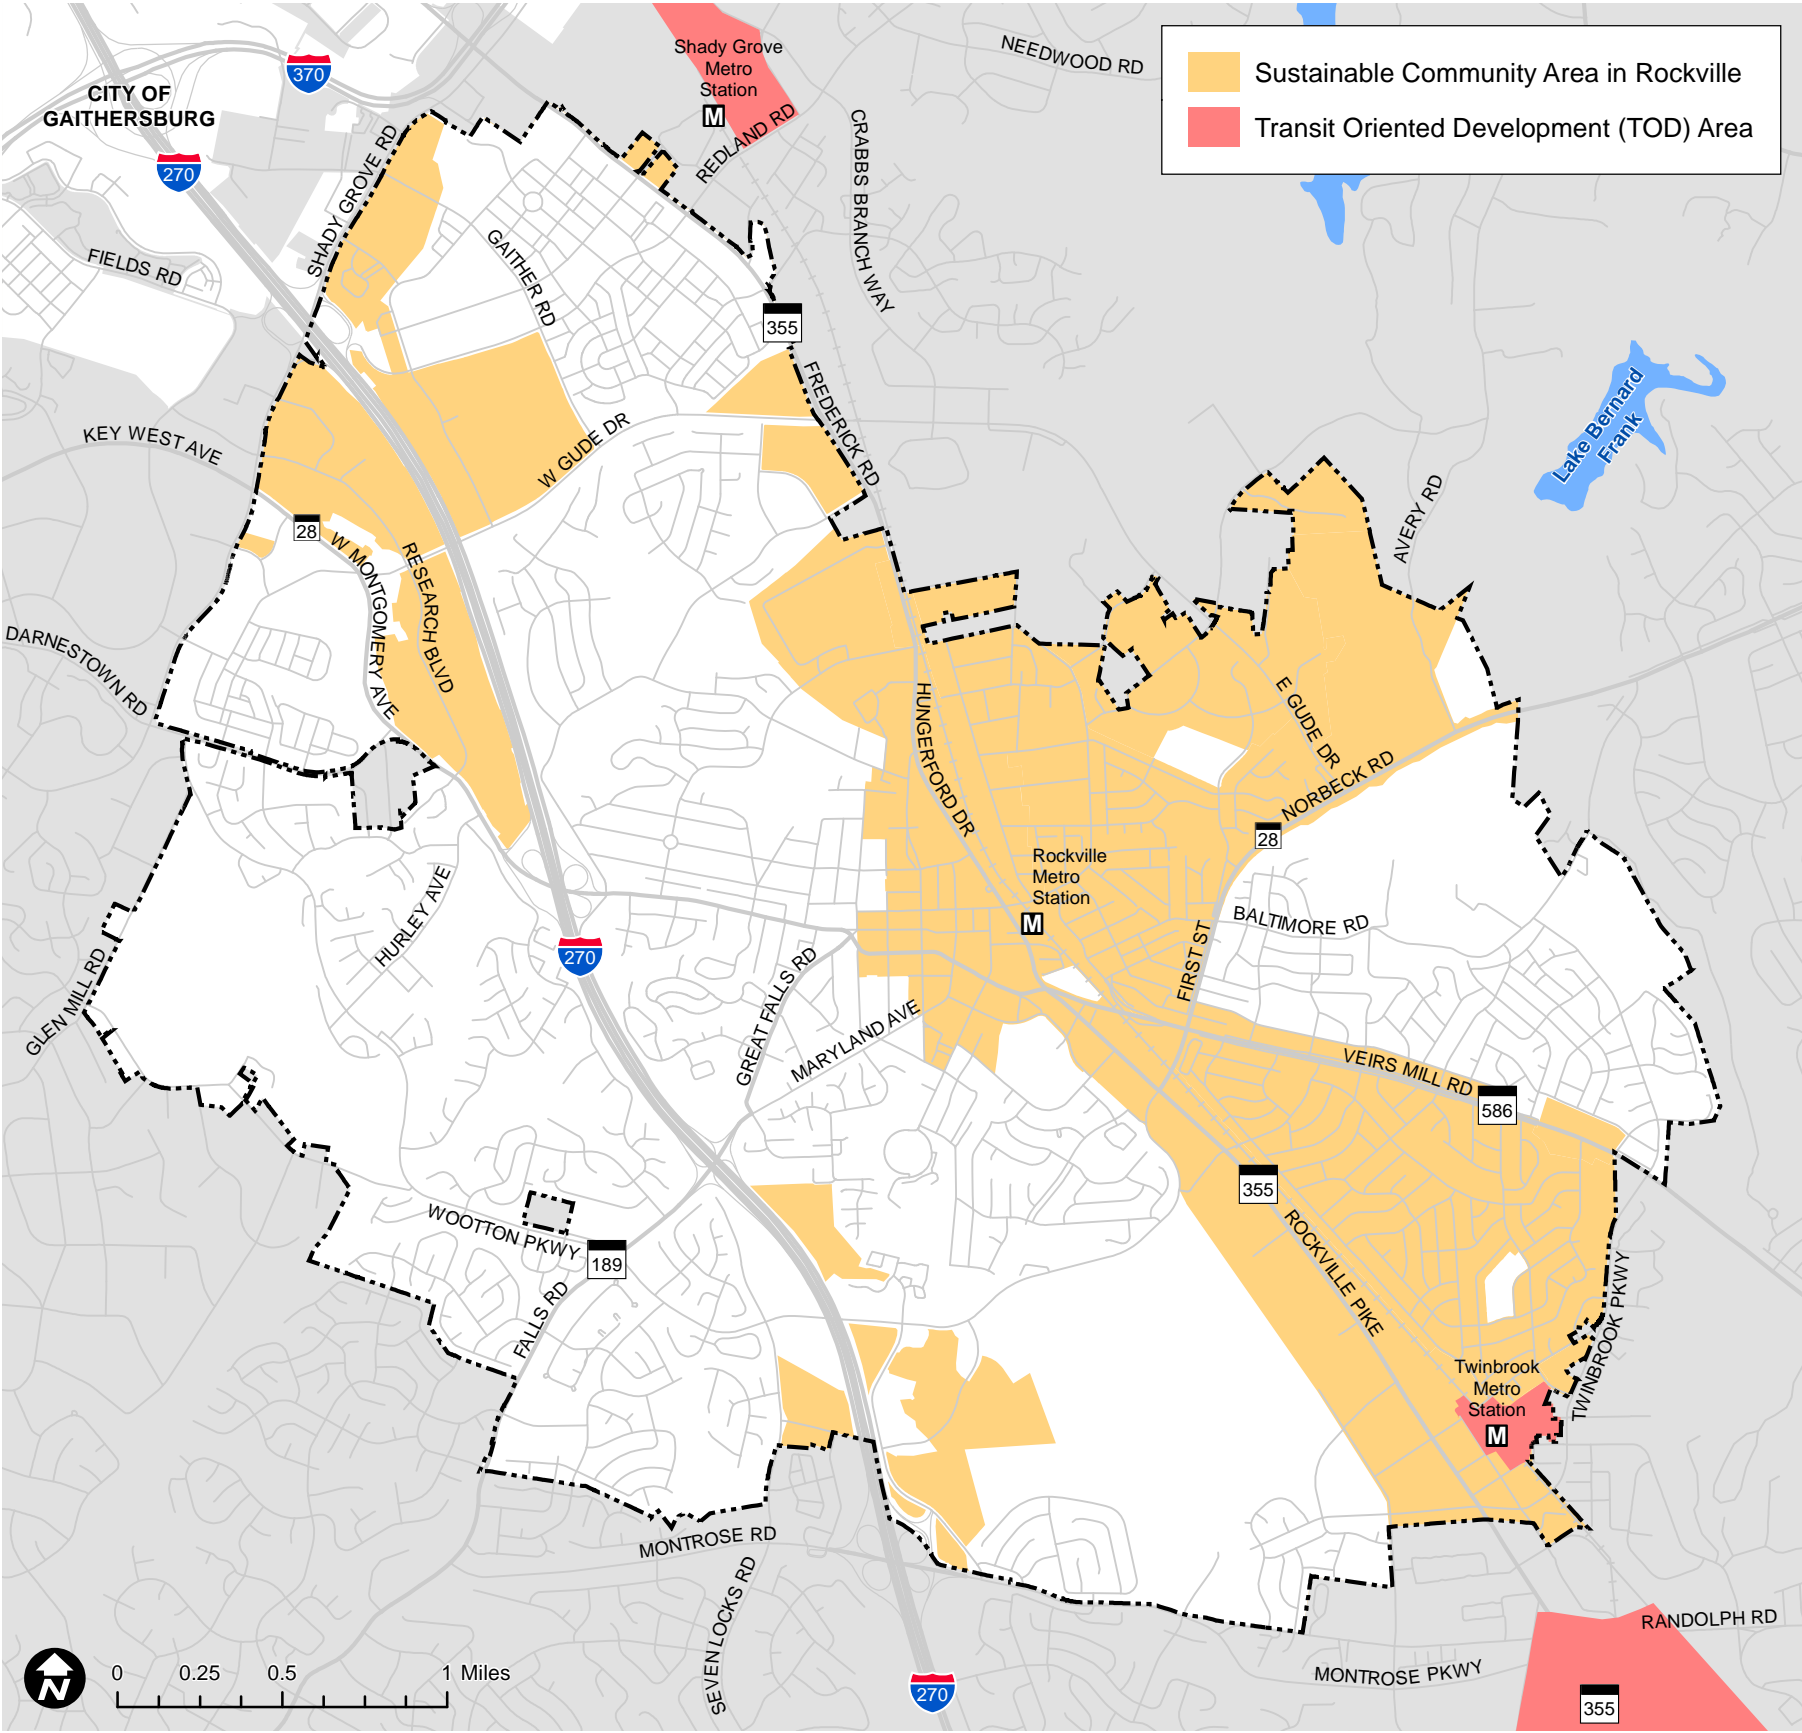 Sustainable Community Area in Rockville
Transit Oriented Development (TOD) Area
Shady Grove
Metro
Station
M
NEEDWOOD RD
370
CITY OF
GAITHERSBURG
270
SHADY GROVE RD
REDLAND RD
CRABBS BRANCH WAY
FIELDS RD
GAITHER RD
355
FREDERICK RD
Lake Bernard
Frank
KEY WEST AVE
W GUDE DR
28
W MONTGOMERY AVE
RESEARCH BLVD
AVERY RD
DARNESTOWN RD
HUNGERFORD DR
E GUDE DR
NORBECK RD
28
Rockville
Metro
Station
M
HURLEY AVE
BALTIMORE RD
FIRST ST
270
GLEN MILL RD
GREAT FALLS RD
MARYLAND AVE
VEIRS MILL RD
586
355
WOOTTON PKWY
189
FALLS RD
ROCKVILLE PIKE
TWINBROOK PKWY
Twinbrook
Metro
Station
M
MONTROSE RD
SEVEN LOCKS RD
RANDOLPH RD
MONTROSE PKWY
355
270
N
0 0.25 0.5 1 Miles